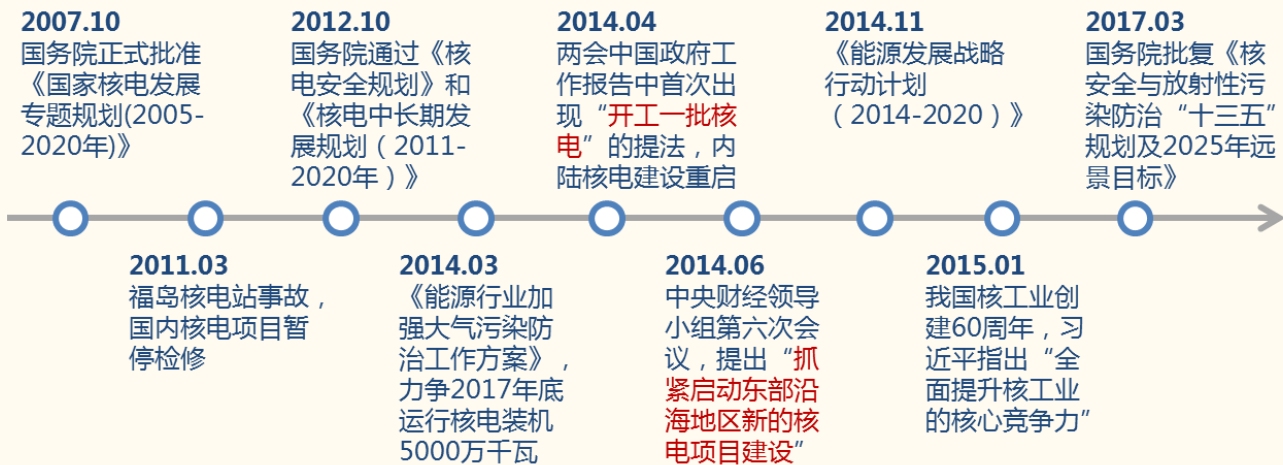 2007.10
国务院正式批准
《国家核电发展
专题规划(2005-
2020年)》
2012.10
国务院通过《核
电安全规划》和
《核电中长期发
展规划（2011-
2020年）》
2014.04
两会中国政府工
作报告中首次出
现“开工一批核
电”的提法，内
陆核电建设重启
2014.11
《能源发展战略
行动计划
（2014-2020）》
2017.03
国务院批复《核
安全与放射性污
染防治“十三五”
规划及2025年远
景目标》
2011.03
福岛核电站事故，
国内核电项目暂
停检修
2014.03
《能源行业加
强大气污染防
治工作方案》，
力争2017年底
运行核电装机
5000万千瓦
2014.06
中央财经领导
小组第六次会
议，提出“抓
紧启动东部沿
海地区新的核
电项目建设”
2015.01
我国核工业创
建60周年，习
近平指出“全
面提升核工业
的核心竞争力”